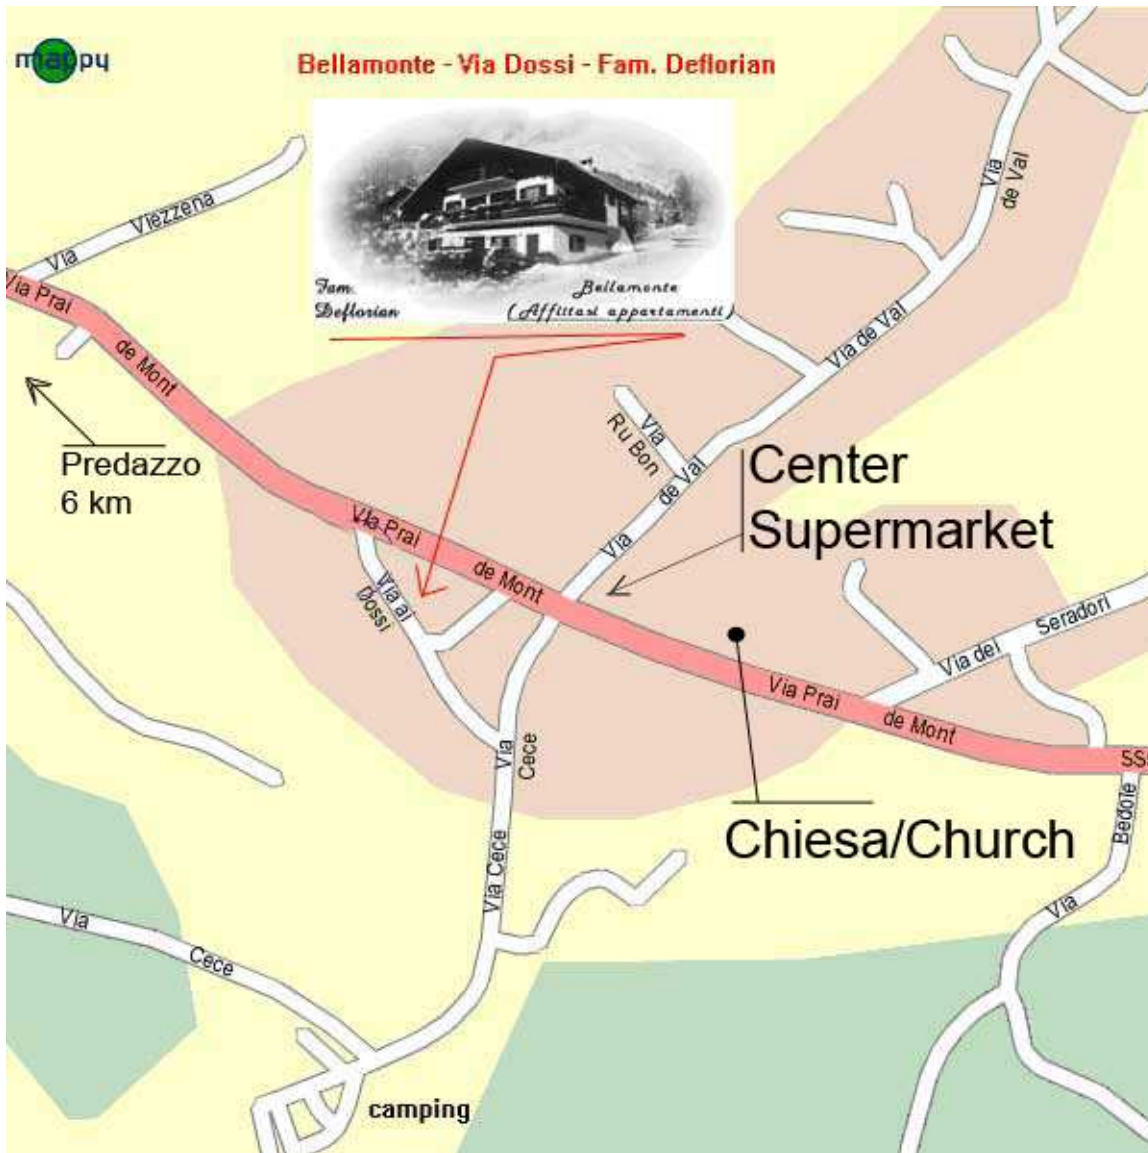 mappy
Bellamonte - Via Dossi - Fam. Deflorian
Fam.
Deflorian
Bellamonte
(Affittasi appartamenti)
Via
de Val
Via Viezzena
Via Prai
de Mont
Via de Val
Predazzo
6 km
Via
Ru Bon
Via de Val
Center
Supermarket
Via Prai
de Mont
Via ai
Dossi
Via del Seradori
Via Prai
de Mont
SS
Via
Cece
Via Bedole
Chiesa/Church
Via Cece
Via Cece
camping